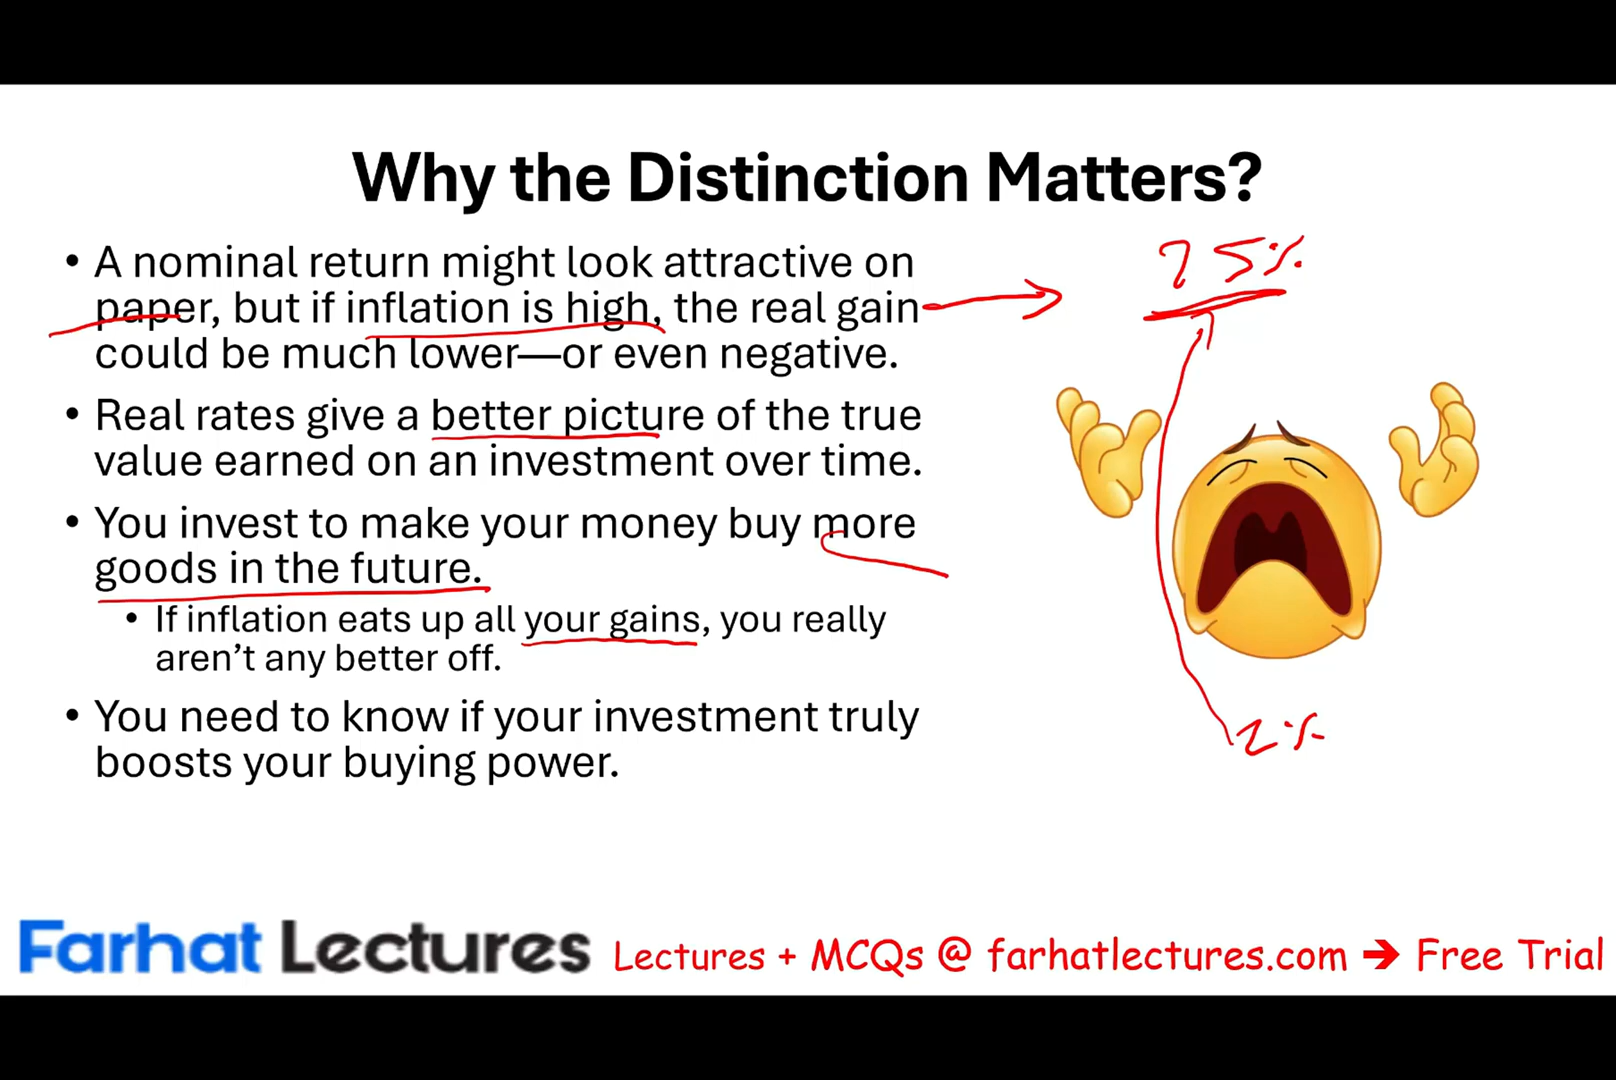 Why the Distinction Matters?
• A nominal return might look attractive on
paper, but if inflation is high, the real gain
could be much lower—or even negative.
• Real rates give a better picture of the true
value earned on an investment over time.
• You invest to make your money buy more
goods in the future.
• If inflation eats up all your gains, you really
aren’t any better off.
• You need to know if your investment truly
boosts your buying power.
25%
2%
Farhat Lectures Lectures + MCQs @ farhatlectures.com ➔ Free Trial